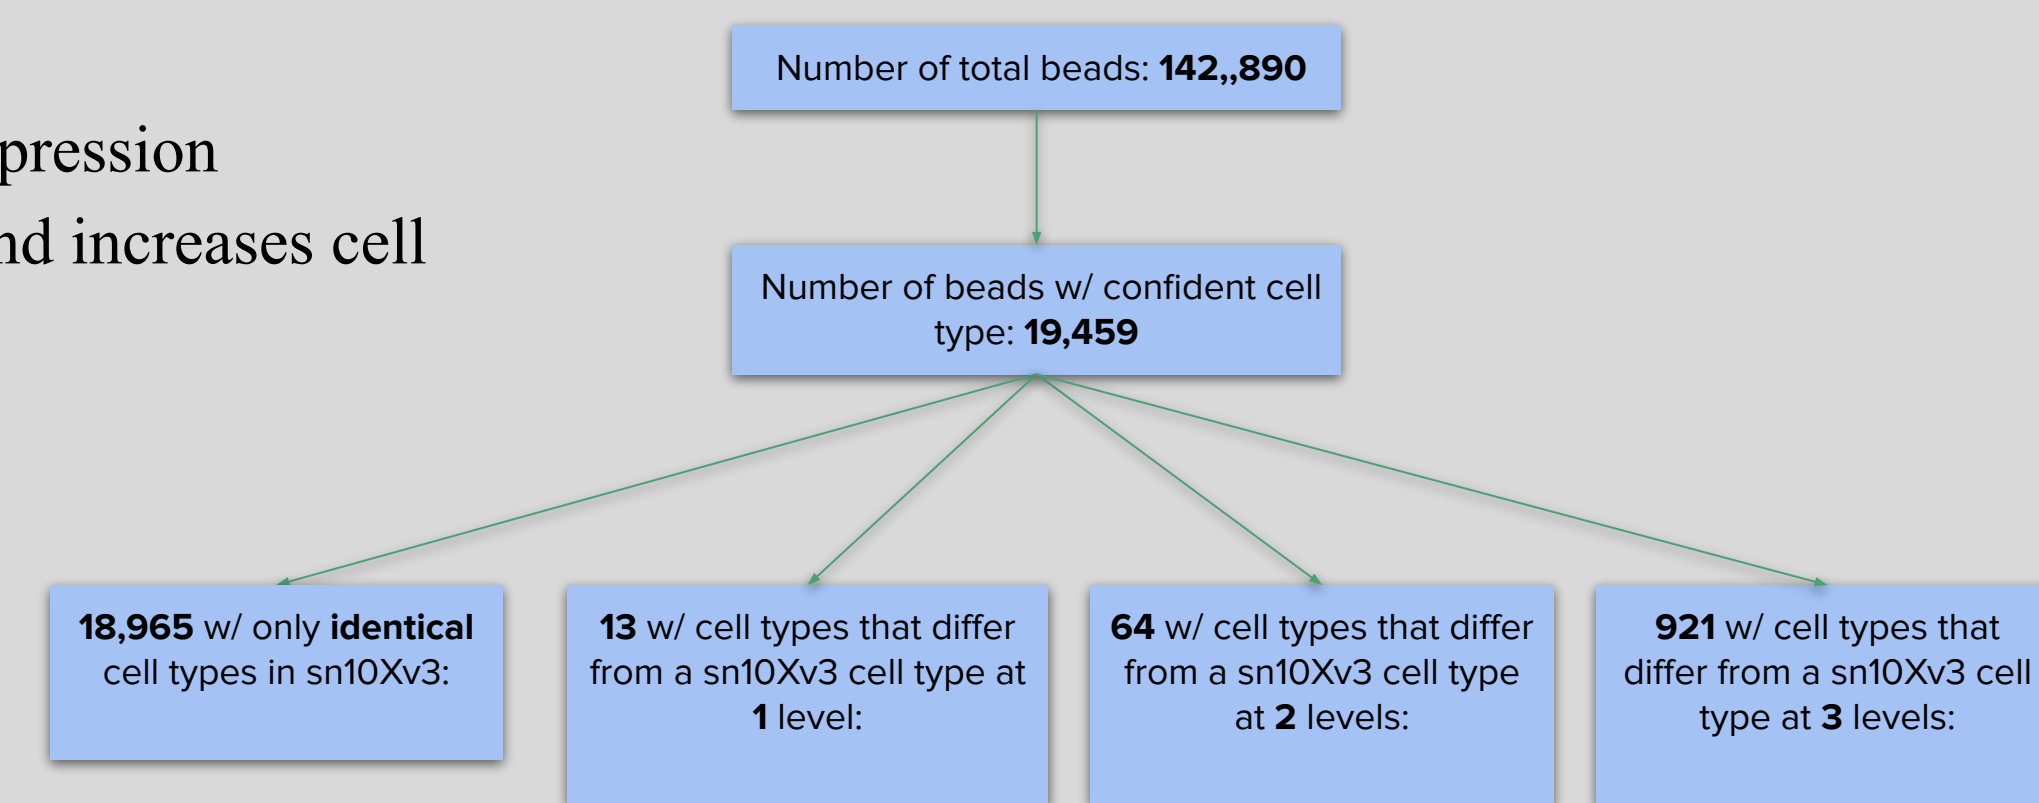 Number of total beads: 142,,890
pression
nd increases cell
Number of beads w/ confident cell
type: 19,459
18,965 w/ only identical
cell types in sn10Xv3:
13 w/ cell types that differ
from a sn10Xv3 cell type at
1 level:
64 w/ cell types that differ
from a sn10Xv3 cell type
at 2 levels:
921 w/ cell types that
differ from a sn10Xv3 cell
type at 3 levels: